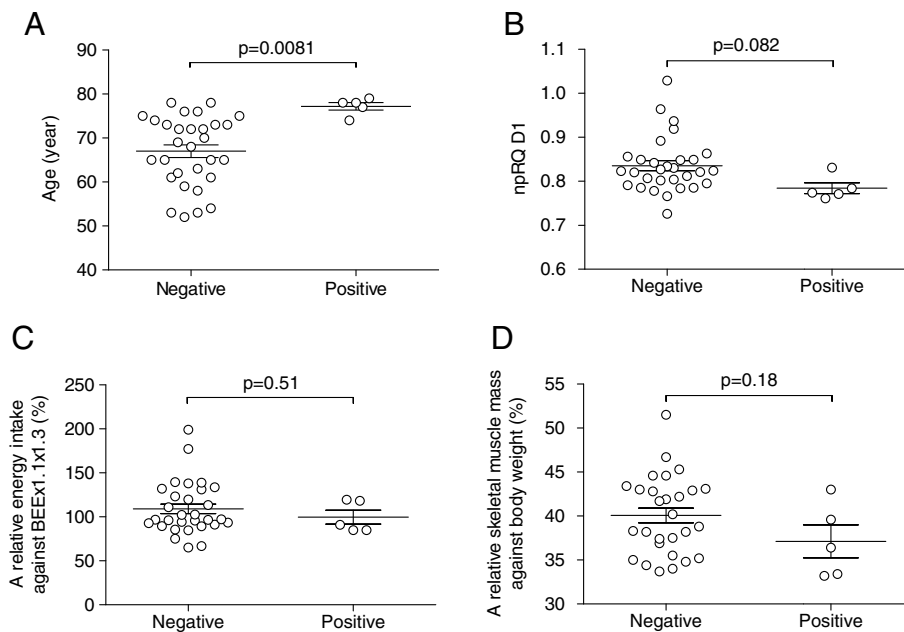 A
p=0.0081
90
80
70
60
50
40
Age (year)
Negative
Positive
B
p=0.082
1.1
1.0
0.9
0.8
0.7
0.6
npRQ D1
Negative
Positive
C
p=0.51
250
200
150
100
50
0
A relative energy intake
against BEEx1.1x1.3 (%)
Negative
Positive
D
p=0.18
55
50
45
40
35
30
A relative skeletal muscle mass
against body weight (%)
Negative
Positive